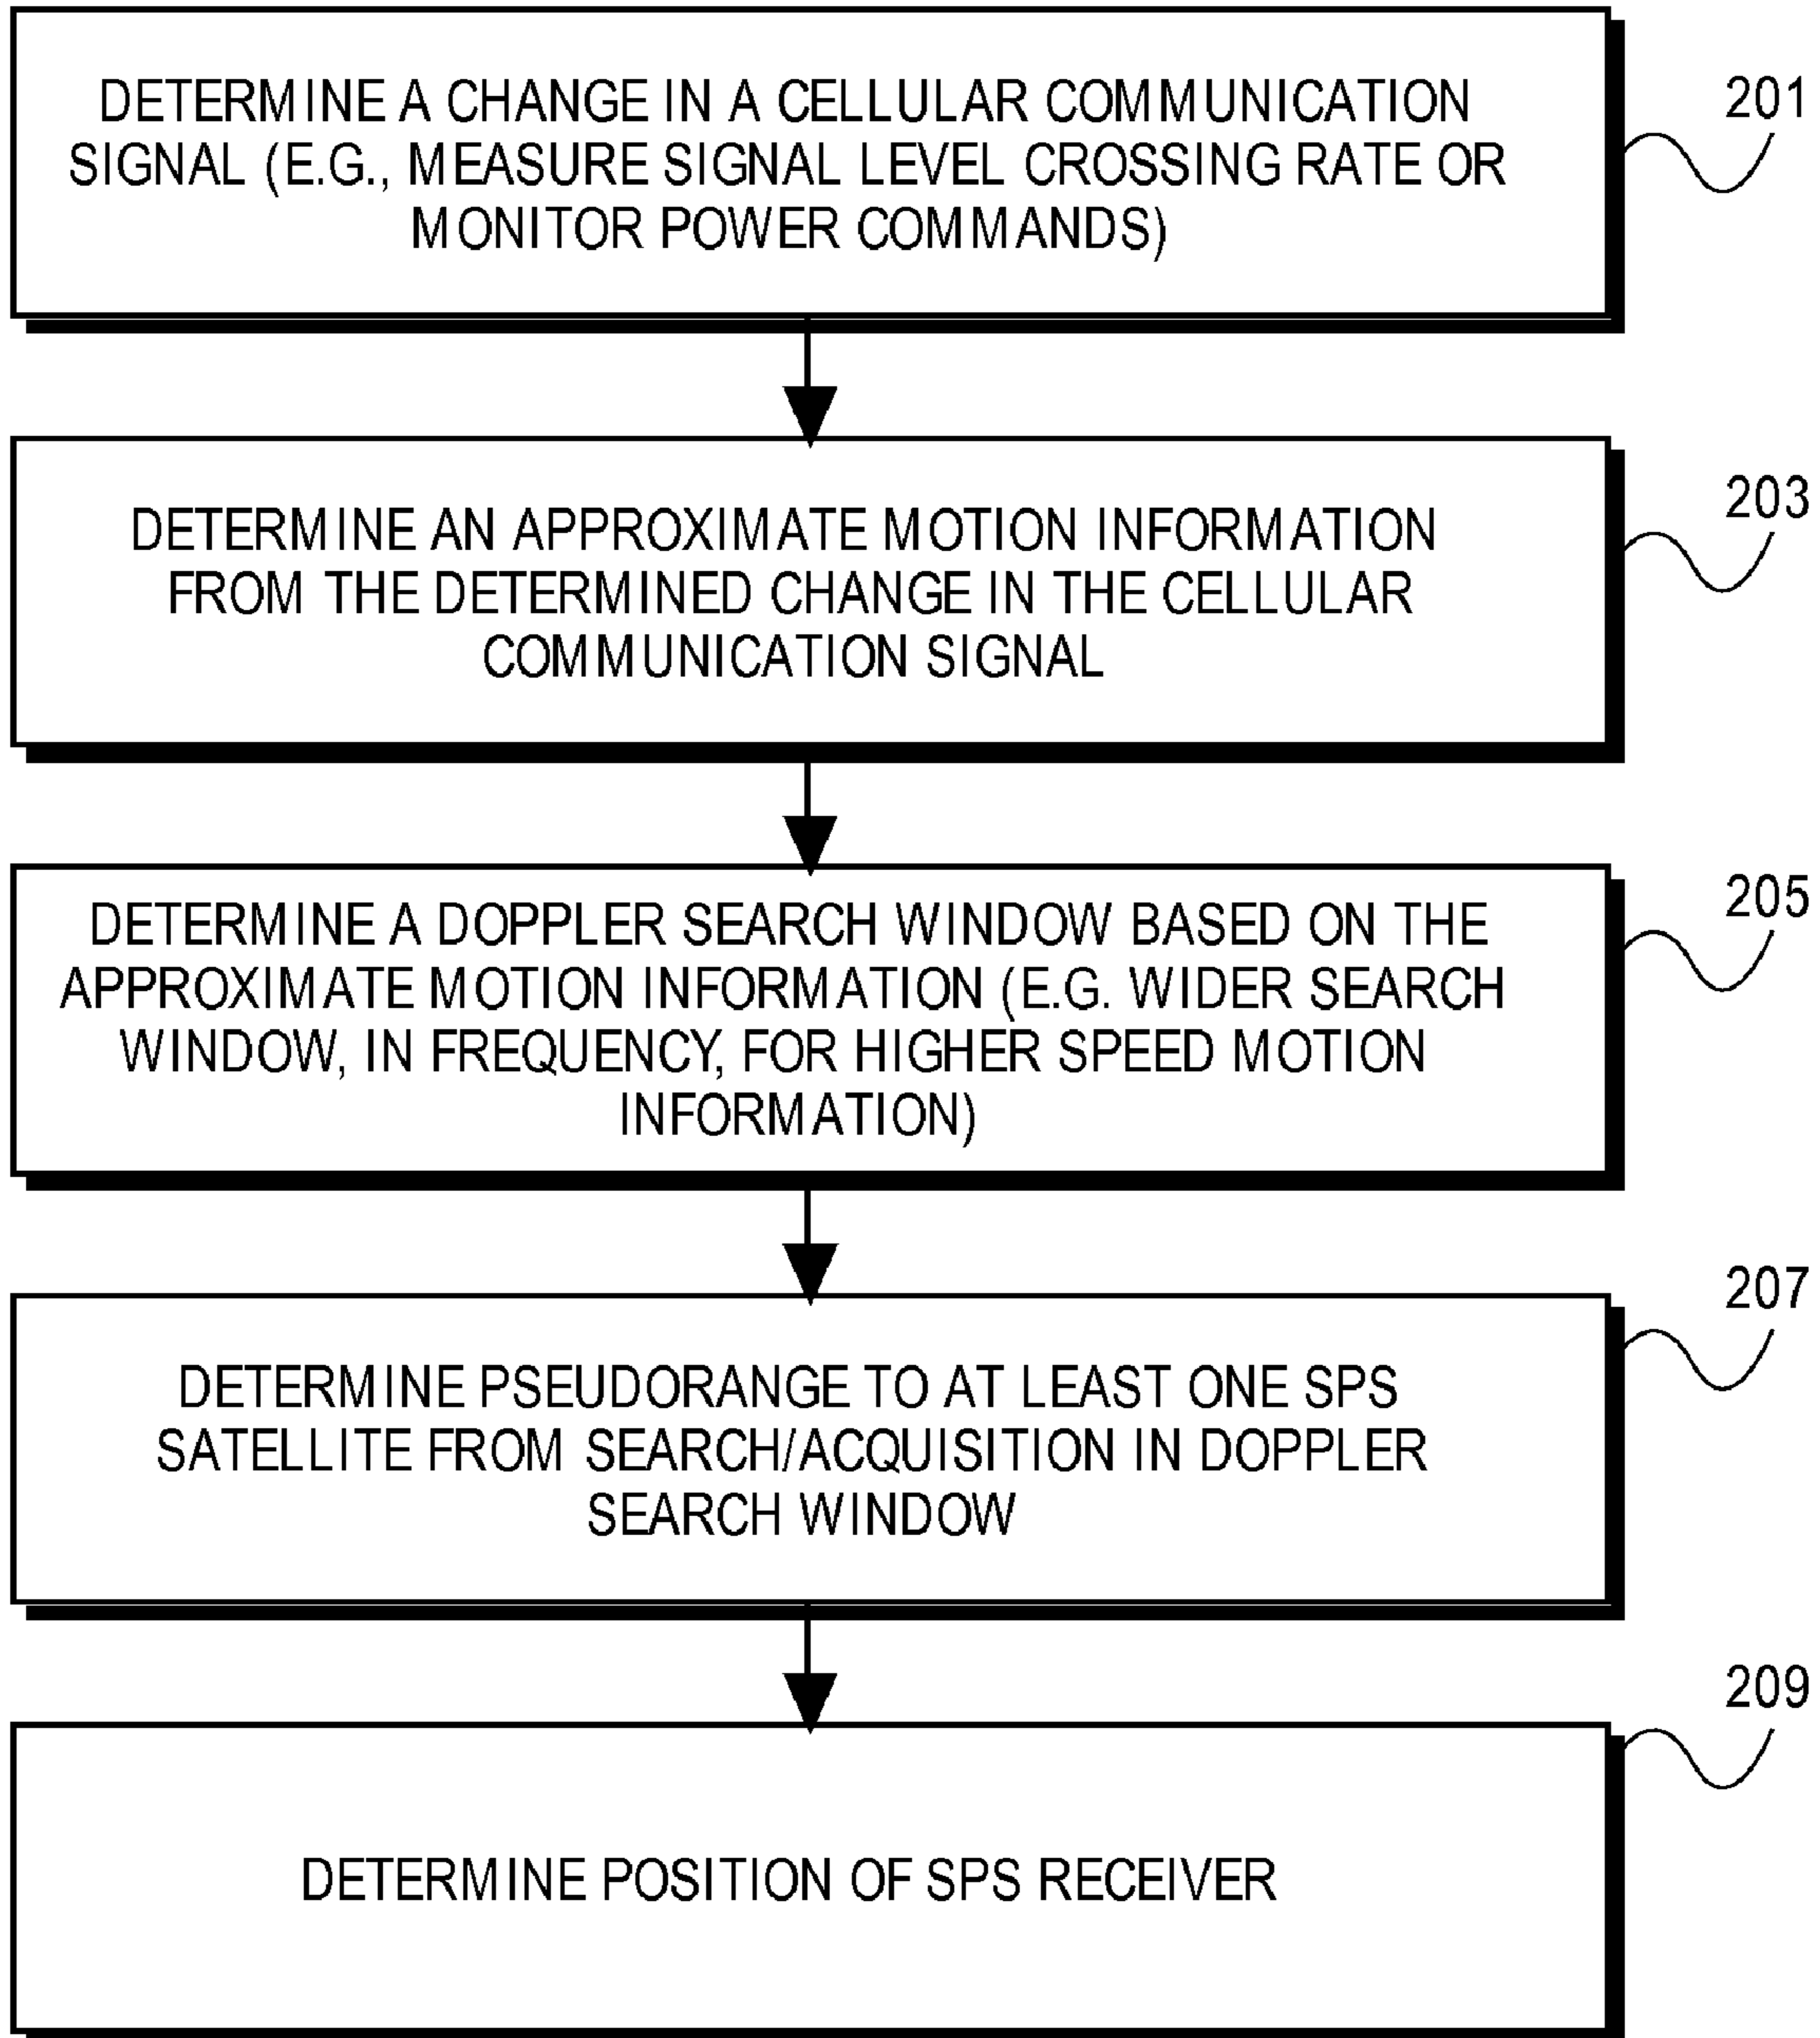 DETERMINE A CHANGE IN A CELLULAR COMMUNICATION
SIGNAL (E.G., MEASURE SIGNAL LEVEL CROSSING RATE OR
MONITOR POWER COMMANDS)
201
DETERMINE AN APPROXIMATE MOTION INFORMATION
FROM THE DETERMINED CHANGE IN THE CELLULAR
COMMUNICATION SIGNAL
203
DETERMINE A DOPPLER SEARCH WINDOW BASED ON THE
APPROXIMATE MOTION INFORMATION (E.G. WIDER SEARCH
WINDOW, IN FREQUENCY, FOR HIGHER SPEED MOTION
INFORMATION)
205
DETERMINE PSEUDORANGE TO AT LEAST ONE SPS
SATELLITE FROM SEARCH/ACQUISITION IN DOPPLER
SEARCH WINDOW
207
DETERMINE POSITION OF SPS RECEIVER
209